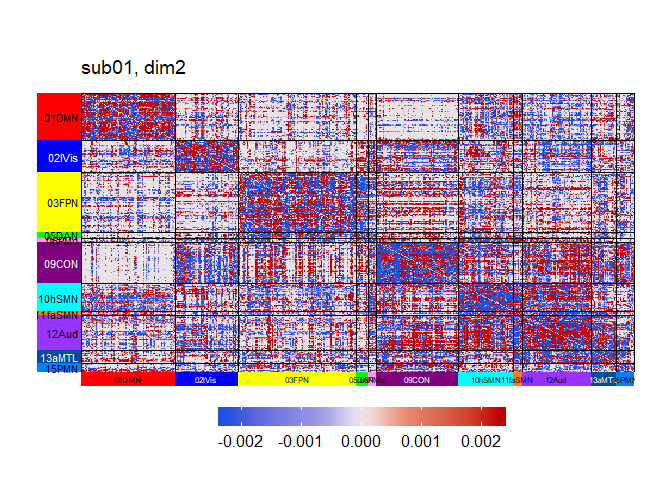 sub01, dim2
01DMN
02lVis
03FPN
05DAN
09CON
10hSMN
11faSMN
12Aud
13aMTL
15PMN
01DMN
02lVis
03FPN
09CON
10hSMN
11faSMN
12Aud
-0.002 -0.001 0.000 0.001 0.002